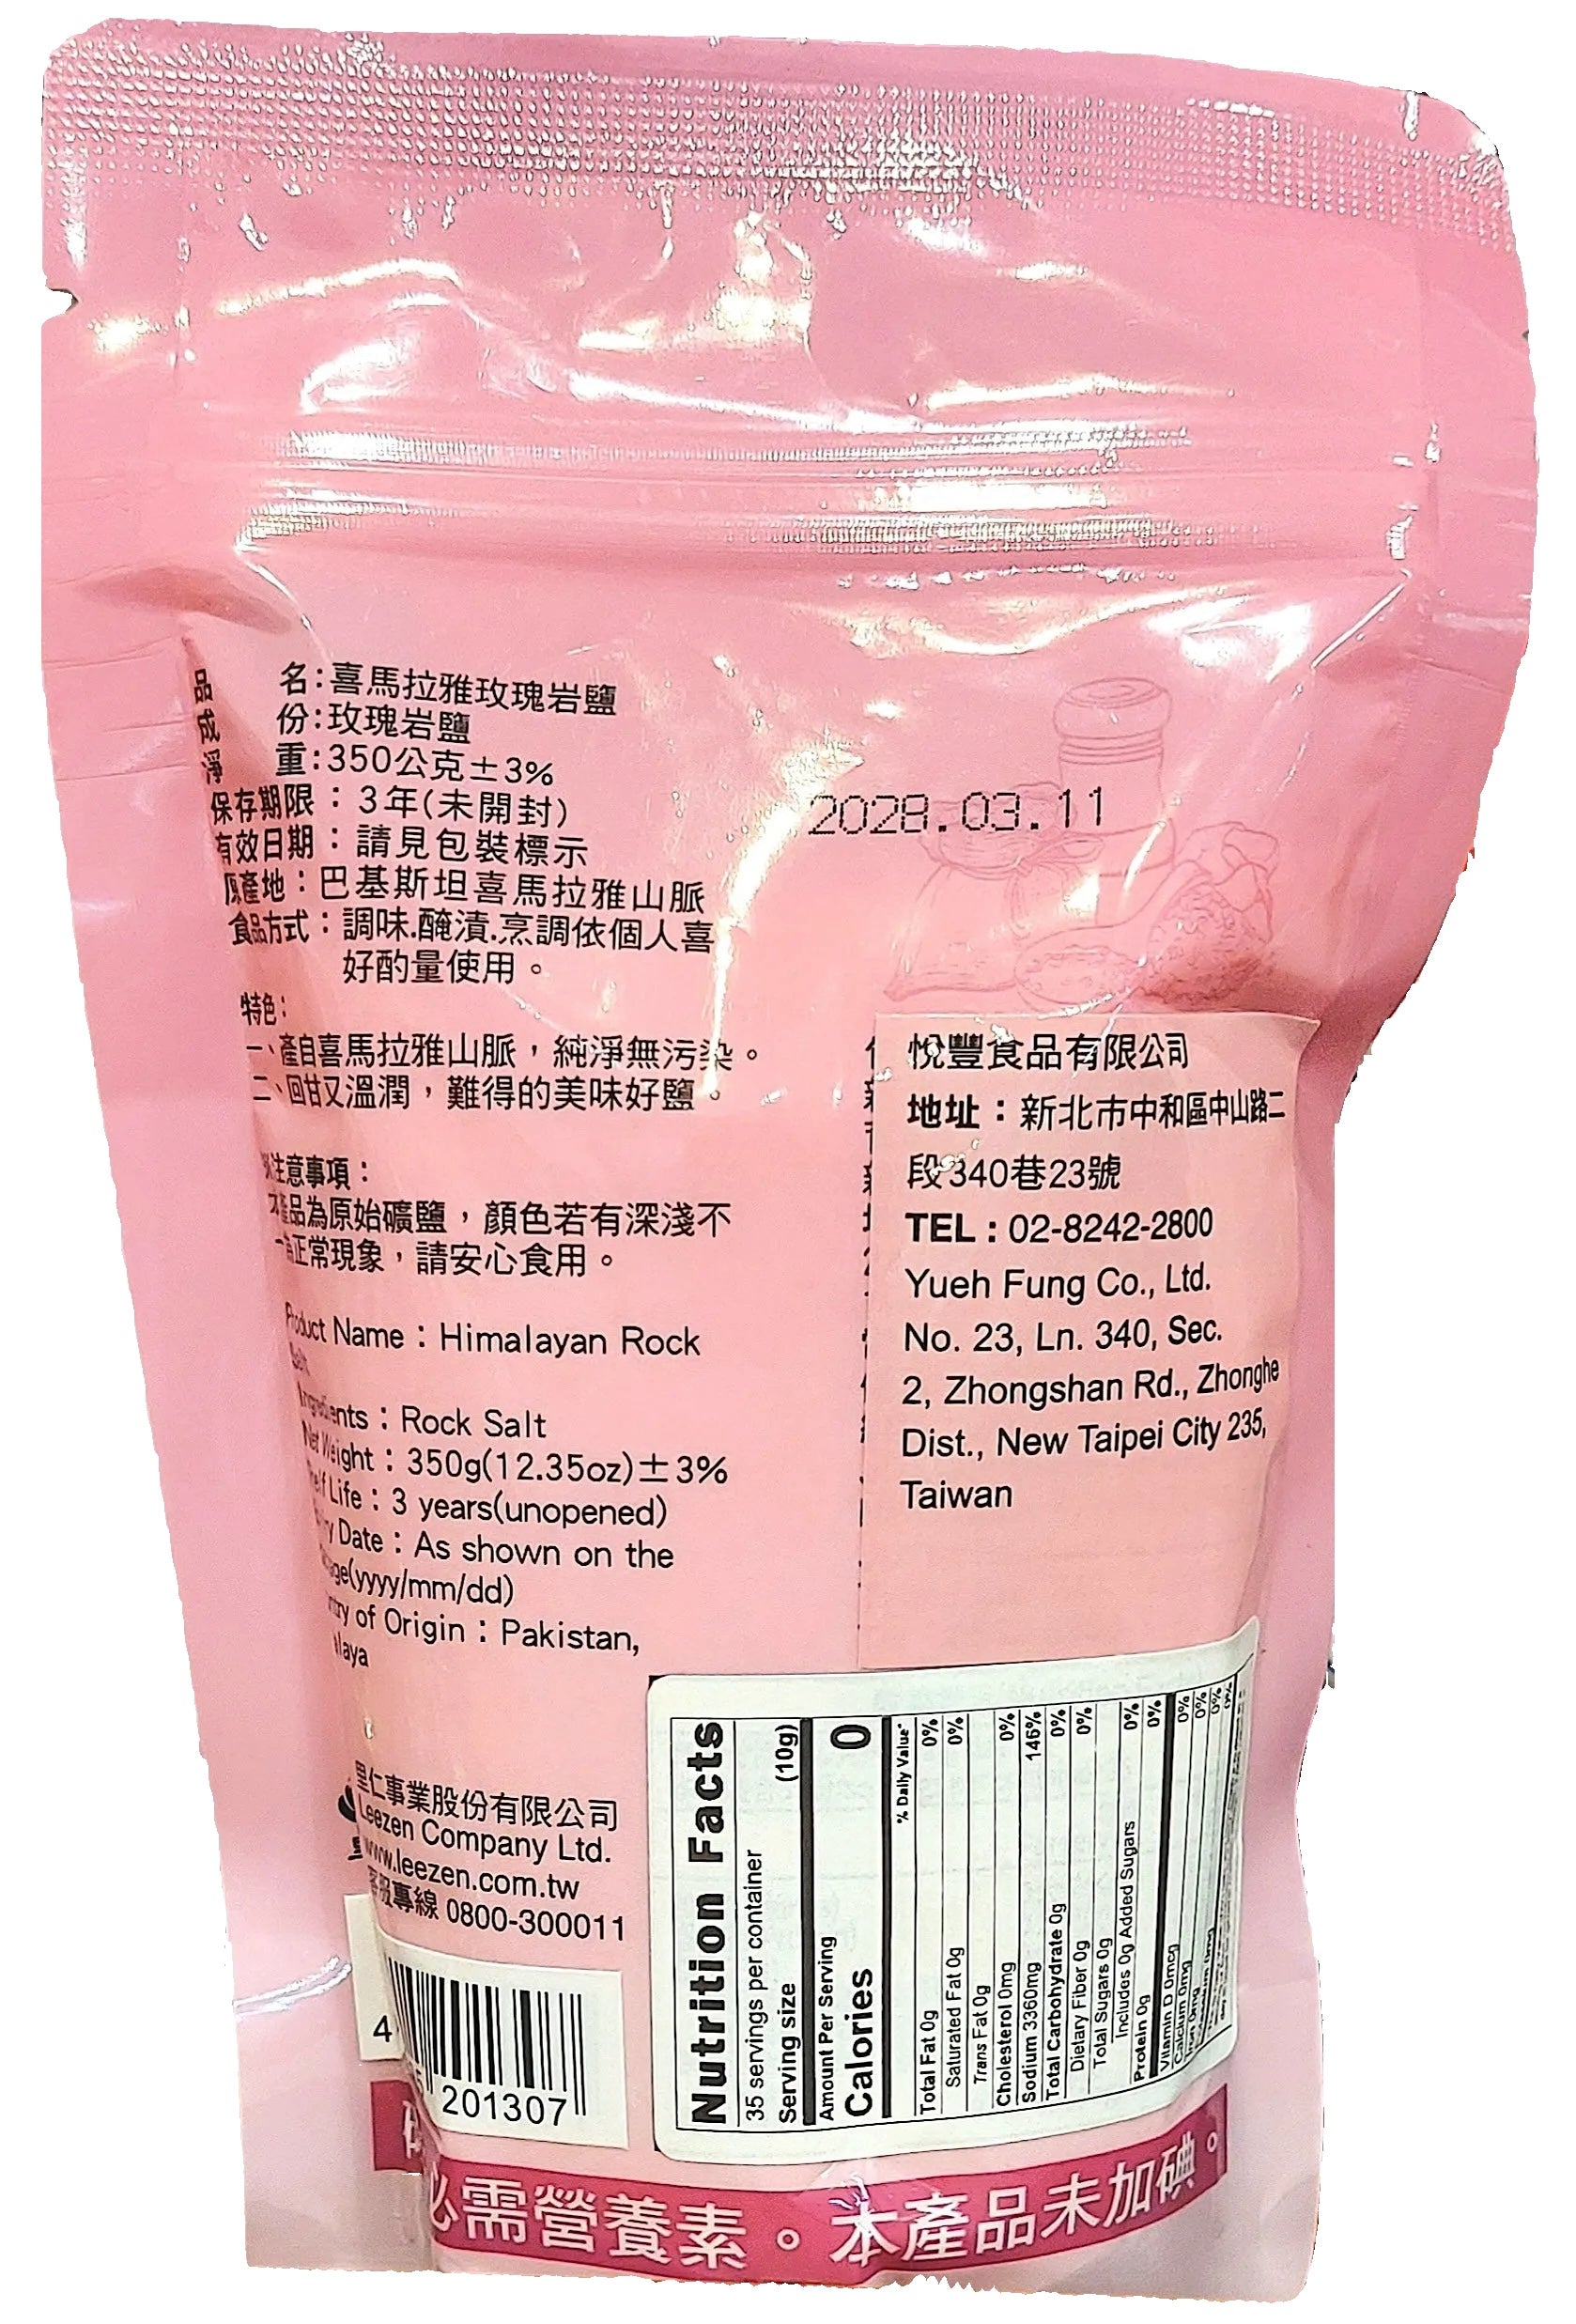 品 名:喜馬拉雅玫瑰岩鹽
成 份:玫瑰岩鹽
淨 重:350公克±3%
保存期限：3年(未開封)
有效日期：請見包裝標示
原產地：巴基斯坦喜馬拉雅山脈
食品方式：調味.醃漬.烹調依個人喜
好酌量使用。
特色:
一、產自喜馬拉雅山脈，純淨無污染。
二、回甘又溫潤，難得的美味好鹽。
※注意事項：
本產品為原始礦鹽，顏色若有深淺不
一為正常現象，請安心食用。
Product Name：Himalayan Rock
Salt
Ingredients：Rock Salt
Net Weight：350g(12.35oz)±3%
Life：3 years(unopened)
Date：As shown on the
(yyyy/mm/dd)
of Origin：Pakistan,
里仁事業股份有限公司
Leezen Company Ltd.
www.leezen.com.tw
客服專線 0800-300011
4
201307
2028.03.11
悅豐食品有限公司
地址：新北市中和區中山路二
段340巷23號
TEL：02-8242-2800
Yueh Fung Co., Ltd.
No. 23, Ln. 340, Sec.
2, Zhongshan Rd., Zhonghe
Dist., New Taipei City 235,
Taiwan
Nutrition Facts
35 servings per container
Serving size (10g)
Amount Per Serving
Calories 0
% Daily Value*
Total Fat 0g 0%
Saturated Fat 0g 0%
Trans Fat 0g
Cholesterol 0mg 0%
Sodium 3360mg 146%
Total Carbohydrate 0g 0%
Dietary Fiber 0g 0%
Total Sugars 0g
Includes 0g Added Sugars 0%
Protein 0g 0%
Vitamin D 0mcg 0%
Calcium 0mg 0%
Iron 0mg 0%
0%
必需營養素。本產品未加碘。